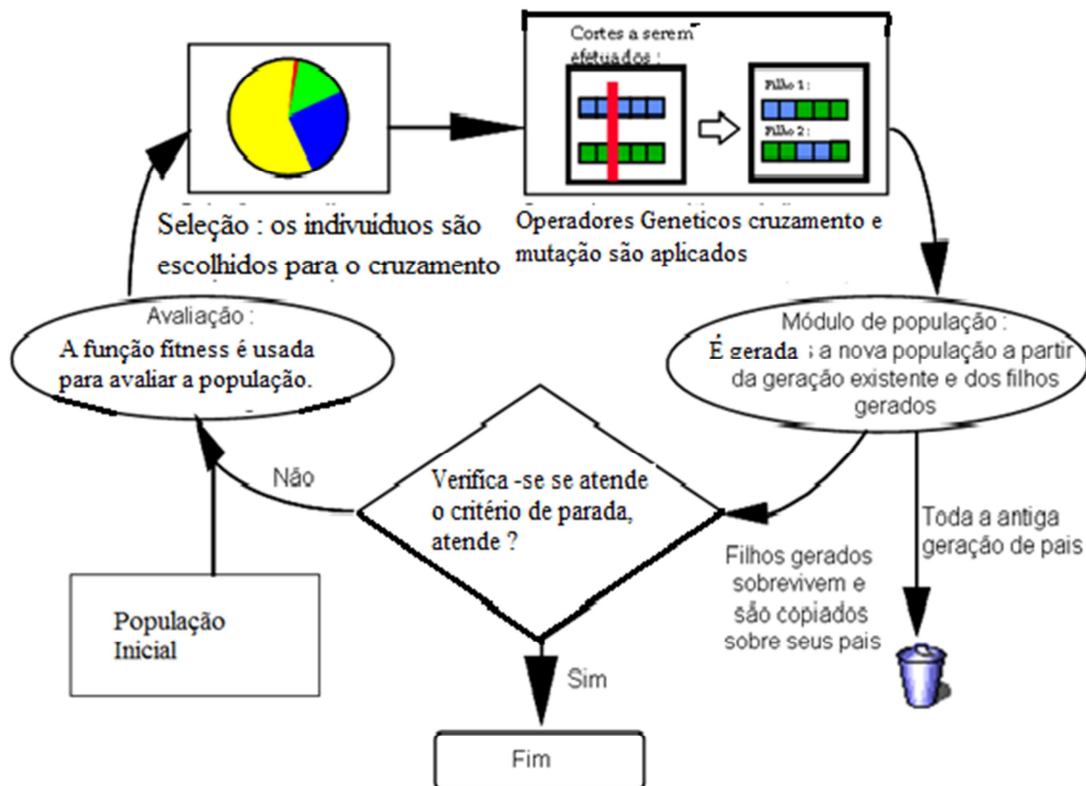 Cortes a serem
efetuados :
Filho 1:
Filho 2:
Seleção : os indivuiduos são
escolhidos para o cruzamento
Operadores Geneticos cruzamento e
mutação são aplicados
Avaliação :
A função fitness é usada
para avaliar a população.
Módulo de população :
É gerada ; a nova população a partir
da geração existente e dos filhos
gerados
Não
Verifica -se se atende
o critério de parada,
atende ?
Toda a antiga
geração de pais
Filhos gerados
sobrevivem e
são copiados
sobre seus pais
População
Inicial
Sim
Fim